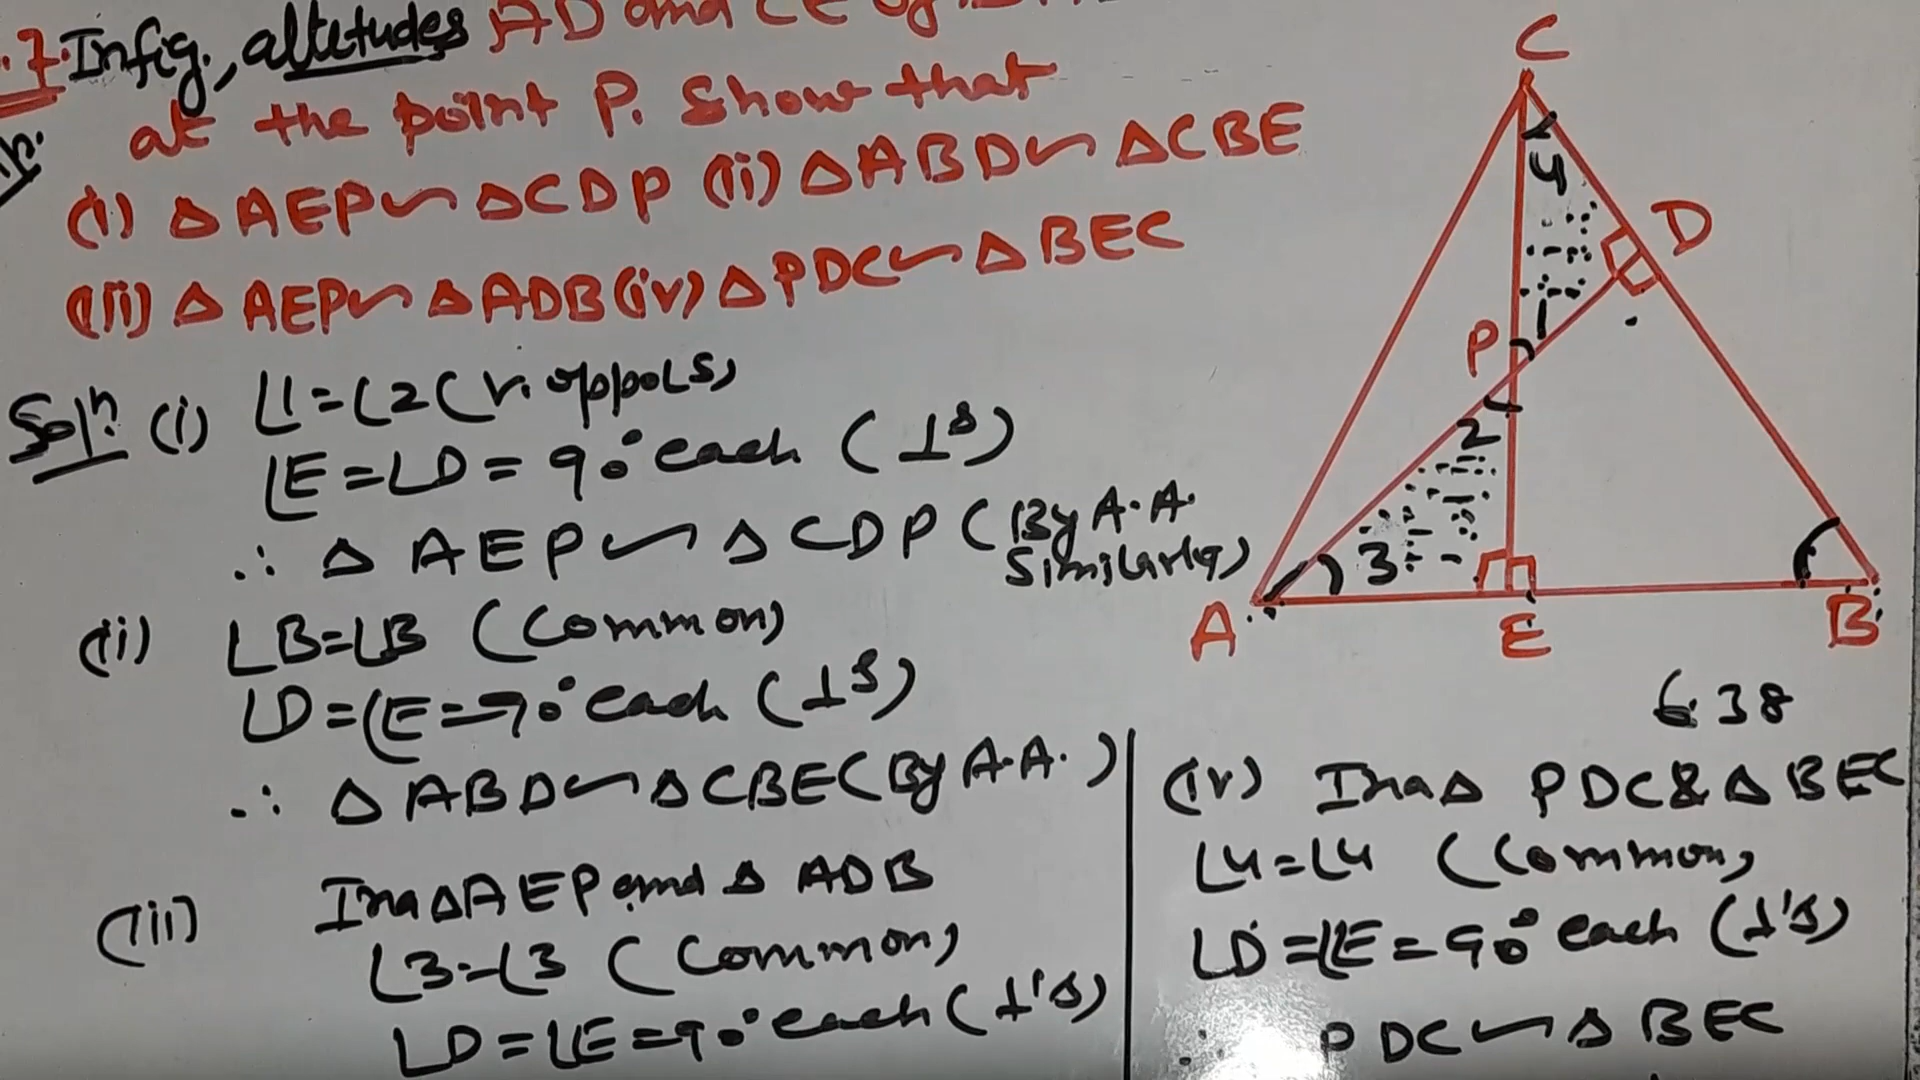 .7. In fig., altitudes AD and CE of
at the point P. Show that
(i) ∆ AEP ~ ∆CDP (ii) ∆ABD ~ ∆CBE
(iii) ∆ AEP ~ ∆ADB (iv) ∆PDC ~ ∆BEC
Solⁿ. (i) ∠1=∠2 (v. oppo∠s)
∠E=∠D= 90° each (⊥s)
∴ ∆ AEP ~ ∆CDP (By A.A. Similarity)
(ii) ∠B=∠B (Common)
∠D=∠E=90° each (⊥s)
∴ ∆ABD ~ ∆CBE (By A.A.)
(iii) In a ∆AEP and ∆ ADB
∠3=∠3 (Common)
∠D=∠E=90° each (⊥'s)
(iv) In a ∆ PDC & ∆ BEC
∠4=∠4 (Common)
∠D=∠E=90° each (⊥'s)
∴ PDC ~ ∆ BEC
C
4
D
1
P
2
3
A
E
B
6.38